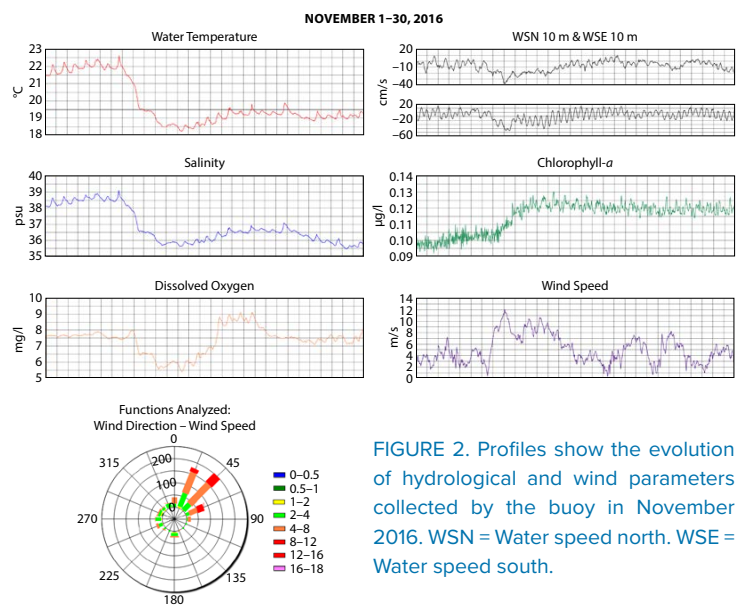 NOVEMBER 1–30, 2016
Water Temperature
°C
23
22
21
20
19
18
WSN 10 m & WSE 10 m
cm/s
20
−10
−40
20
−20
−60
Salinity
psu
40
39
38
37
36
35
Chlorophyll-a
µg/l
0.14
0.13
0.12
0.11
0.10
0.09
Dissolved Oxygen
mg/l
10
9
8
7
6
5
Wind Speed
m/s
14
12
10
8
6
4
2
0
Functions Analyzed:
Wind Direction – Wind Speed
0
45
90
135
180
225
270
315
200
100
0
0–0.5
0.5–1
1–2
2–4
4–8
8–12
12–16
16–18
FIGURE 2. Profiles show the evolution
of hydrological and wind parameters
collected by the buoy in November
2016. WSN = Water speed north. WSE =
Water speed south.